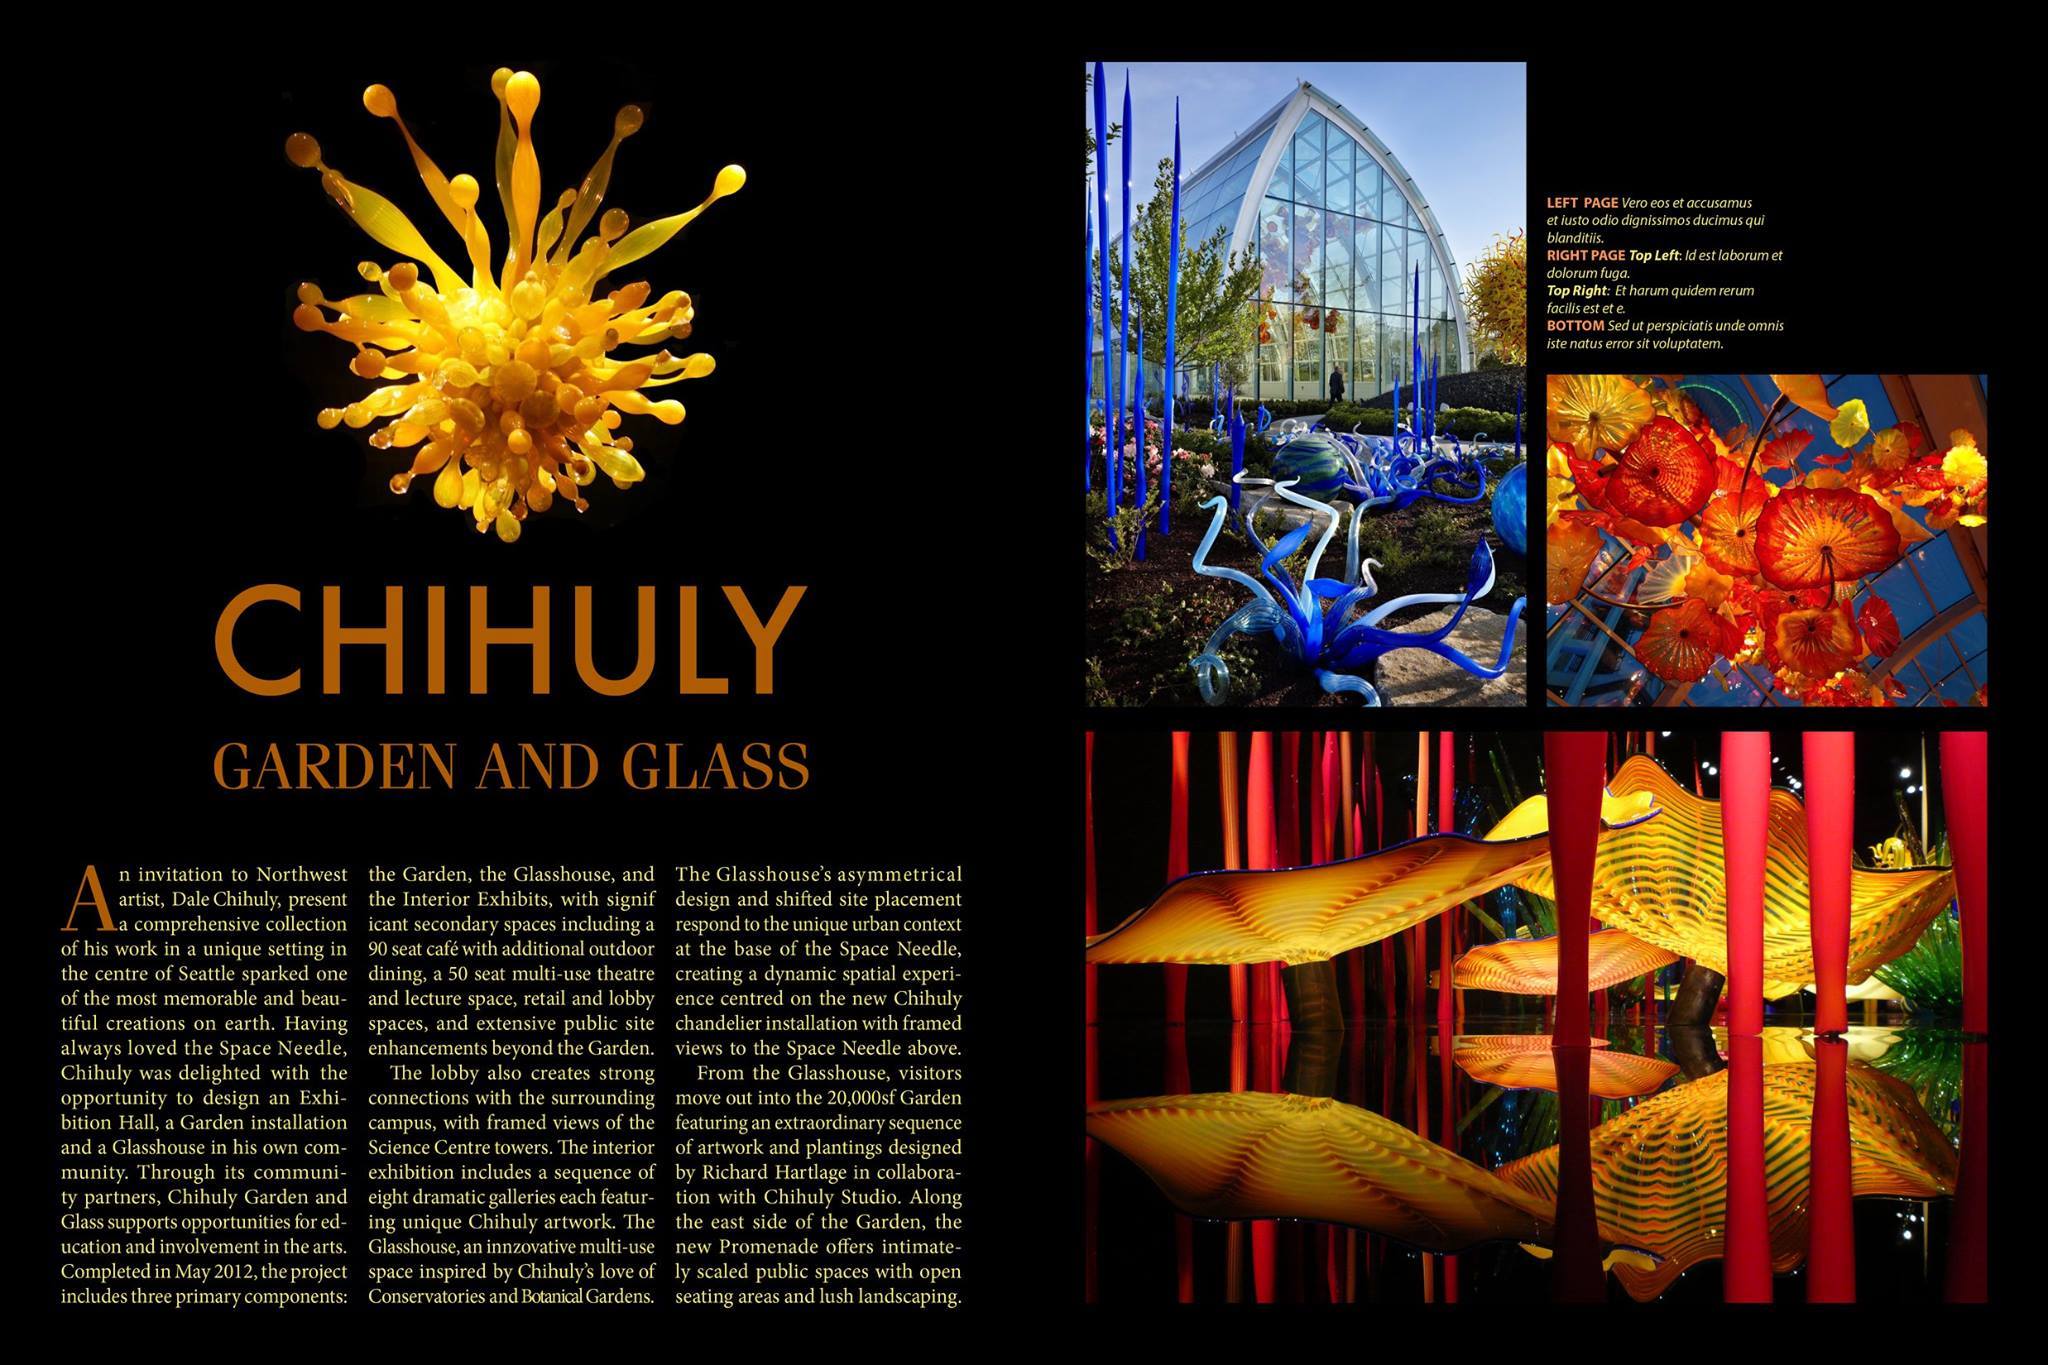 CHIHULY
GARDEN AND GLASS
An invitation to Northwest
artist, Dale Chihuly, present
a comprehensive collection
of his work in a unique setting in
the centre of Seattle sparked one
of the most memorable and beau-
tiful creations on earth. Having
always loved the Space Needle,
Chihuly was delighted with the
opportunity to design an Exhi-
bition Hall, a Garden installation
and a Glasshouse in his own com-
munity. Through its communi-
ty partners, Chihuly Garden and
Glass supports opportunities for ed-
ucation and involvement in the arts.
Completed in May 2012, the project
includes three primary components:
the Garden, the Glasshouse, and
the Interior Exhibits, with signif
icant secondary spaces including a
90 seat café with additional outdoor
dining, a 50 seat multi-use theatre
and lecture space, retail and lobby
spaces, and extensive public site
enhancements beyond the Garden.
The lobby also creates strong
connections with the surrounding
campus, with framed views of the
Science Centre towers. The interior
exhibition includes a sequence of
eight dramatic galleries each featur-
ing unique Chihuly artwork. The
Glasshouse, an innzovative multi-use
space inspired by Chihuly's love of
Conservatories and Botanical Gardens.
The Glasshouse's asymmetrical
design and shifted site placement
respond to the unique urban context
at the base of the Space Needle,
creating a dynamic spatial experi-
ence centred on the new Chihuly
chandelier installation with framed
views to the Space Needle above.
From the Glasshouse, visitors
move out into the 20,000sf Garden
featuring an extraordinary sequence
of artwork and plantings designed
by Richard Hartlage in collabora-
tion with Chihuly Studio. Along
the east side of the Garden, the
new Promenade offers intimate-
ly scaled public spaces with open
seating areas and lush landscaping.
LEFT PAGE Vero eos et accusamus
et iusto odio dignissimos ducimus qui
blanditiis.
RIGHT PAGE Top Left: Id est laborum et
dolorum fuga.
Top Right: Et harum quidem rerum
facilis est et e.
BOTTOM Sed ut perspiciatis unde omnis
iste natus error sit voluptatem.